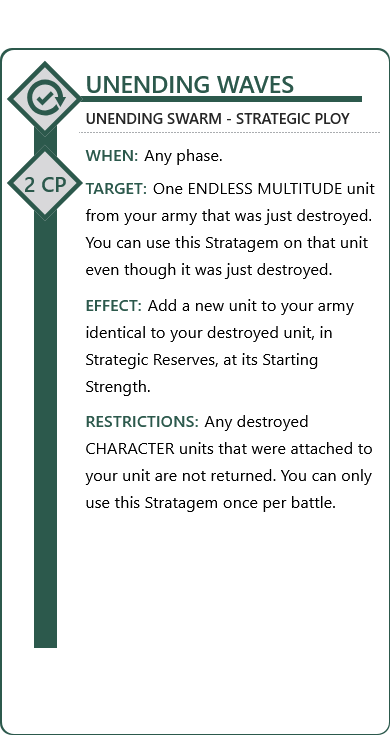 UNENDING WAVES
UNENDING SWARM - STRATEGIC PLOY
WHEN: Any phase.
2 CP
TARGET: One ENDLESS MULTITUDE unit
from your army that was just destroyed.
You can use this Stratagem on that unit
even though it was just destroyed.
EFFECT: Add a new unit to your army
identical to your destroyed unit, in
Strategic Reserves, at its Starting
Strength.
RESTRICTIONS: Any destroyed
CHARACTER units that were attached to
your unit are not returned. You can only
use this Stratagem once per battle.